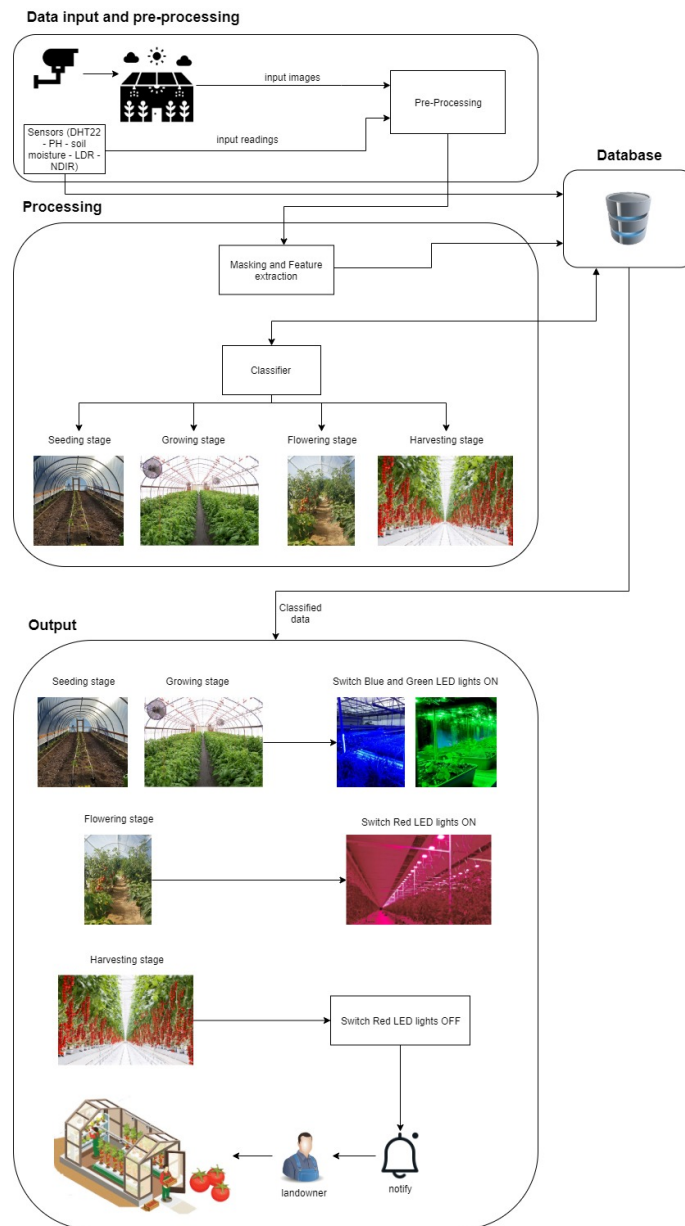 Data input and pre-processing
input images
Pre-Processing
Sensors (DHT22
- PH - soil
moisture - LDR -
NDIR)
input readings
Database
Processing
Masking and Feature
extraction
Classifier
Seeding stage
Growing stage
Flowering stage
Harvesting stage
Classified
data
Output
Seeding stage
Growing stage
Switch Blue and Green LED lights ON
Flowering stage
Switch Red LED lights ON
Harvesting stage
Switch Red LED lights OFF
landowner
notify